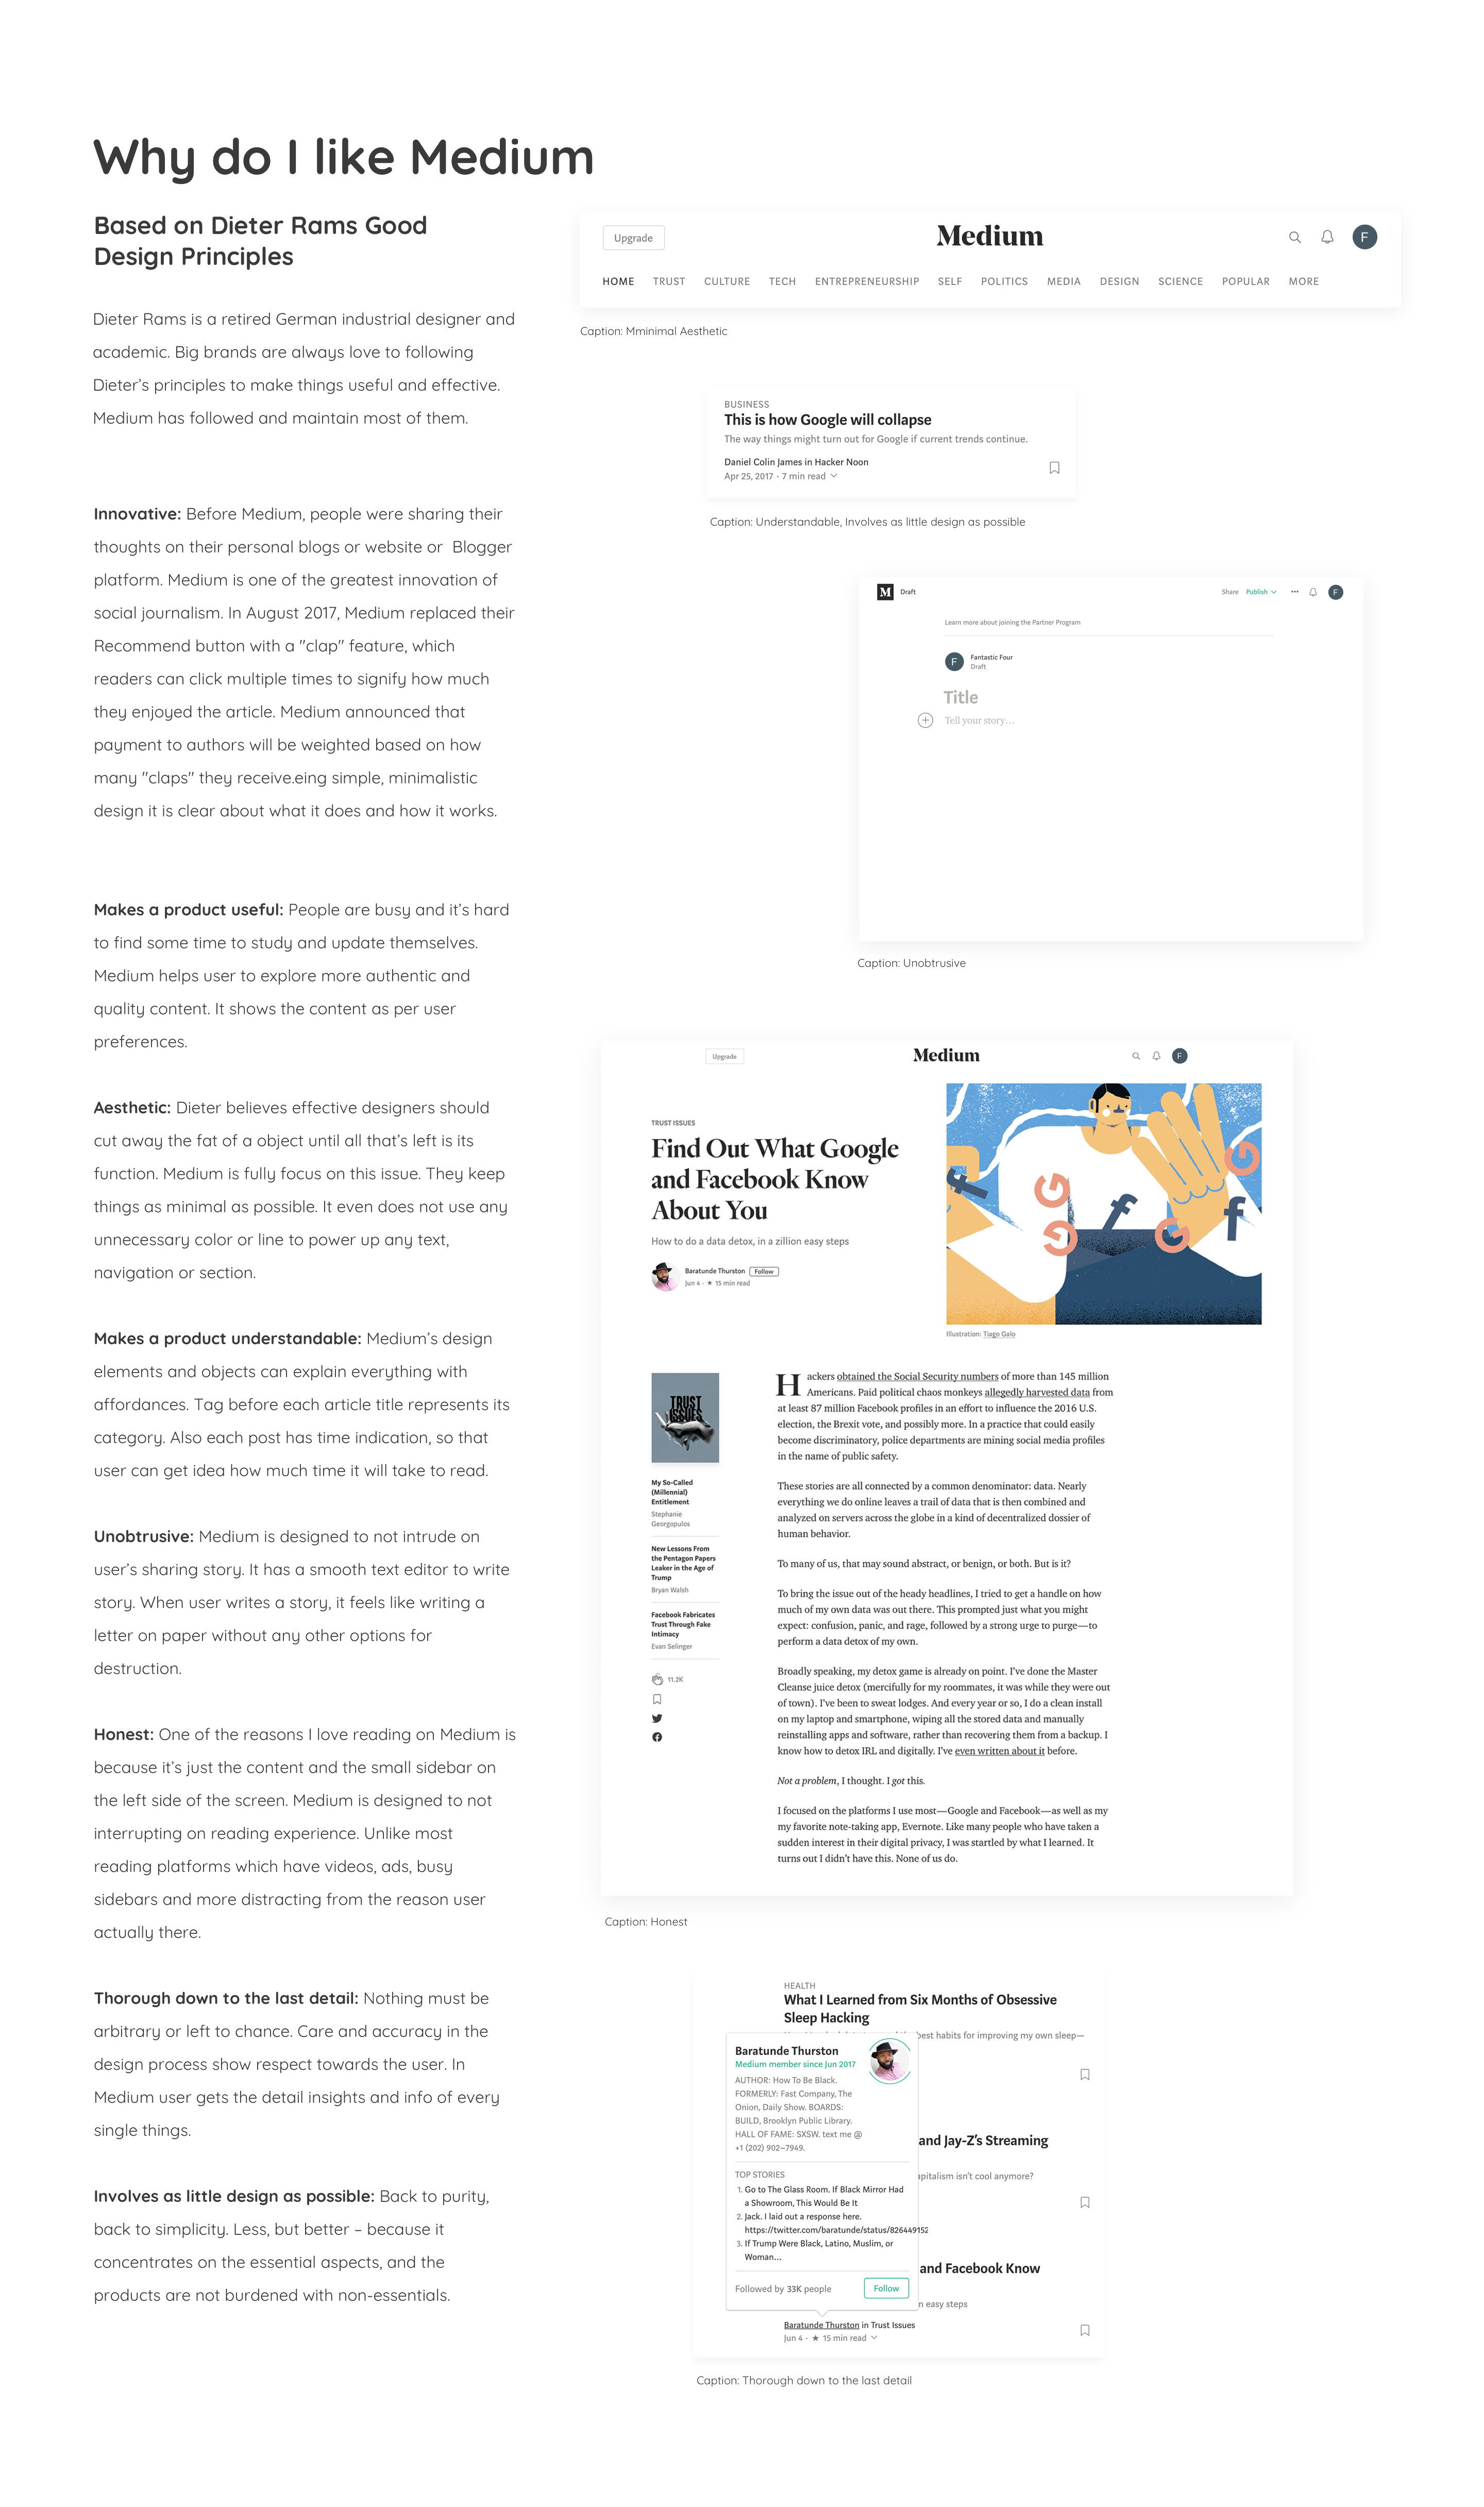 Why do I like Medium
Based on Dieter Rams Good
Design Principles
Dieter Rams is a retired German industrial designer and
academic. Big brands are always love to following
Dieter's principles to make things useful and effective.
Medium has followed and maintain most of them.
Innovative: Before Medium, people were sharing their
thoughts on their personal blogs or website or  Blogger
platform. Medium is one of the greatest innovation of
social journalism. In August 2017, Medium replaced their
Recommend button with a "clap" feature, which
readers can click multiple times to signify how much
they enjoyed the article. Medium announced that
payment to authors will be weighted based on how
many "claps" they receive.eing simple, minimalistic
design it is clear about what it does and how it works.
Makes a product useful: People are busy and it's hard
to find some time to study and update themselves.
Medium helps user to explore more authentic and
quality content. It shows the content as per user
preferences.
Aesthetic: Dieter believes effective designers should
cut away the fat of a object until all that's left is its
function. Medium is fully focus on this issue. They keep
things as minimal as possible. It even does not use any
unnecessary color or line to power up any text,
navigation or section.
Makes a product understandable: Medium's design
elements and objects can explain everything with
affordances. Tag before each article title represents its
category. Also each post has time indication, so that
user can get idea how much time it will take to read.
Unobtrusive: Medium is designed to not intrude on
user's sharing story. It has a smooth text editor to write
story. When user writes a story, it feels like writing a
letter on paper without any other options for
destruction.
Honest: One of the reasons I love reading on Medium is
because it's just the content and the small sidebar on
the left side of the screen. Medium is designed to not
interrupting on reading experience. Unlike most
reading platforms which have videos, ads, busy
sidebars and more distracting from the reason user
actually there.
Thorough down to the last detail: Nothing must be
arbitrary or left to chance. Care and accuracy in the
design process show respect towards the user. In
Medium user gets the detail insights and info of every
single things.
Involves as little design as possible: Back to purity,
back to simplicity. Less, but better – because it
concentrates on the essential aspects, and the
products are not burdened with non-essentials.
Upgrade
Medium
F
HOME TRUST CULTURE TECH ENTREPRENEURSHIP SELF POLITICS MEDIA DESIGN SCIENCE POPULAR MORE
Caption: Mminimal Aesthetic
BUSINESS
This is how Google will collapse
The way things might turn out for Google if current trends continue.
Daniel Colin James in Hacker Noon
Apr 25, 2017 · 7 min read
Caption: Understandable, Involves as little design as possible
M Draft Share Publish ••• F
Learn more about joining the Partner Program
F
Fantastic Four
Draft
Title
Tell your story…
Caption: Unobtrusive
Upgrade Medium F
TRUST ISSUES
Find Out What Google
and Facebook Know
About You
How to do a data detox, in a zillion easy steps
Baratunde Thurston Follow
Jun 4 · ★ 15 min read
G f G f G f G
Illustration: Tiago Galo
TRUST
ISSUES
My So-Called
(Millennial)
Entitlement
Stephanie
Georgopulos
New Lessons From
the Pentagon Papers
Leaker in the Age of
Trump
Bryan Walsh
Facebook Fabricates
Trust Through Fake
Intimacy
Evan Selinger
11.2K
Hackers obtained the Social Security numbers of more than 145 million
Americans. Paid political chaos monkeys allegedly harvested data from
at least 87 million Facebook profiles in an effort to influence the 2016 U.S.
election, the Brexit vote, and possibly more. In a practice that could easily
become discriminatory, police departments are mining social media profiles
in the name of public safety.
These stories are all connected by a common denominator: data. Nearly
everything we do online leaves a trail of data that is then combined and
analyzed on servers across the globe in a kind of decentralized dossier of
human behavior.
To many of us, that may sound abstract, or benign, or both. But is it?
To bring the issue out of the heady headlines, I tried to get a handle on how
much of my own data was out there. This prompted just what you might
expect: confusion, panic, and rage, followed by a strong urge to purge—to
perform a data detox of my own.
Broadly speaking, my detox game is already on point. I've done the Master
Cleanse juice detox (mercifully for my roommates, it was while they were out
of town). I've been to sweat lodges. And every year or so, I do a clean install
on my laptop and smartphone, wiping all the stored data and manually
reinstalling apps and software, rather than recovering them from a backup. I
know how to detox IRL and digitally. I've even written about it before.
Not a problem, I thought. I got this.
I focused on the platforms I use most—Google and Facebook—as well as my
my favorite note-taking app, Evernote. Like many people who have taken a
sudden interest in their digital privacy, I was startled by what I learned. It
turns out I didn't have this. None of us do.
Caption: Honest
HEALTH
What I Learned from Six Months of Obsessive
Sleep Hacking
best habits for improving my own sleep—
and Jay-Z's Streaming
apitalism isn't cool anymore?
and Facebook Know
n easy steps
Baratunde Thurston
Medium member since Jun 2017
AUTHOR: How To Be Black.
FORMERLY: Fast Company, The
Onion, Daily Show. BOARDS:
BUILD, Brooklyn Public Library.
HALL OF FAME: SXSW. text me @
+1 (202) 902–7949.
TOP STORIES
1. Go to The Glass Room. If Black Mirror Had
a Showroom, This Would Be It
2. Jack. I laid out a response here.
https://twitter.com/baratunde/status/826449152
3. If Trump Were Black, Latino, Muslim, or
Woman…
Followed by 33K people Follow
Baratunde Thurston in Trust Issues
Jun 4 · ★ 15 min read
Caption: Thorough down to the last detail